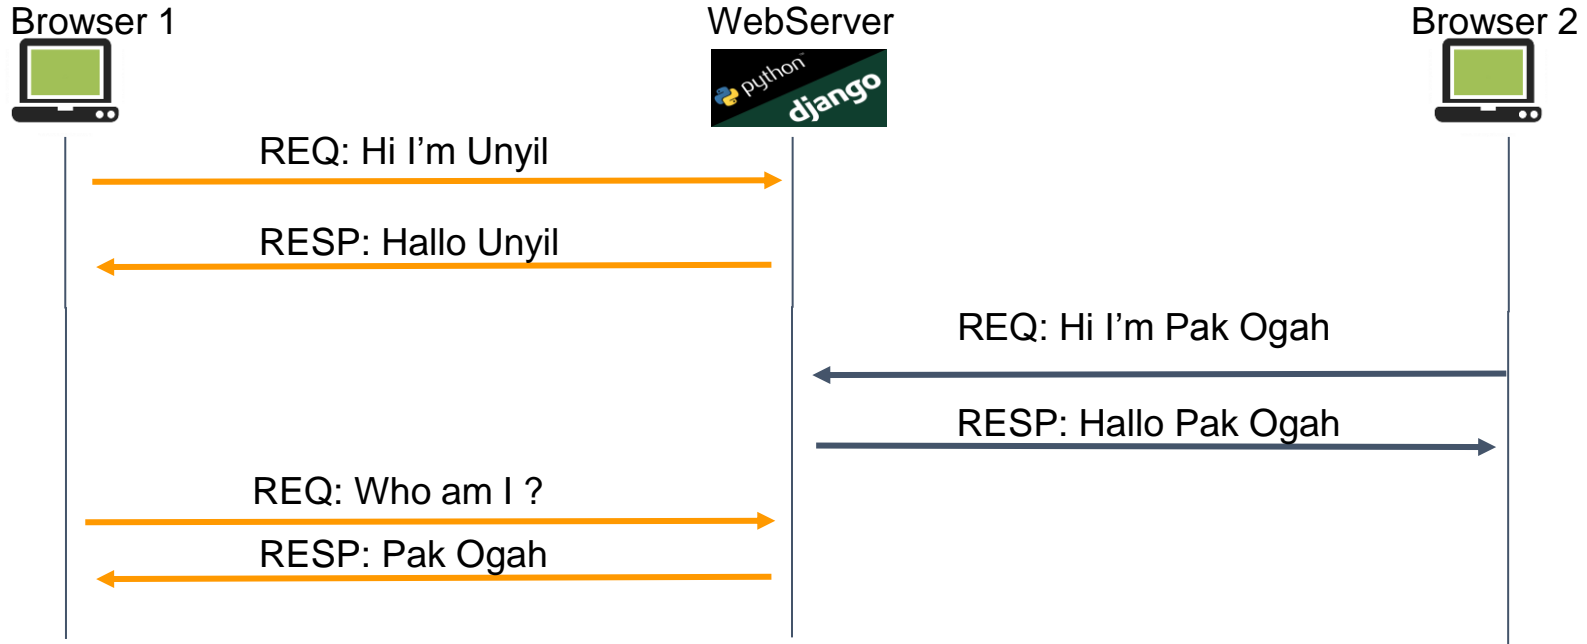 Browser 1
WebServer
Browser 2
python™
django
REQ: Hi I’m Unyil
RESP: Hallo Unyil
REQ: Hi I’m Pak Ogah
RESP: Hallo Pak Ogah
REQ: Who am I ?
RESP: Pak Ogah